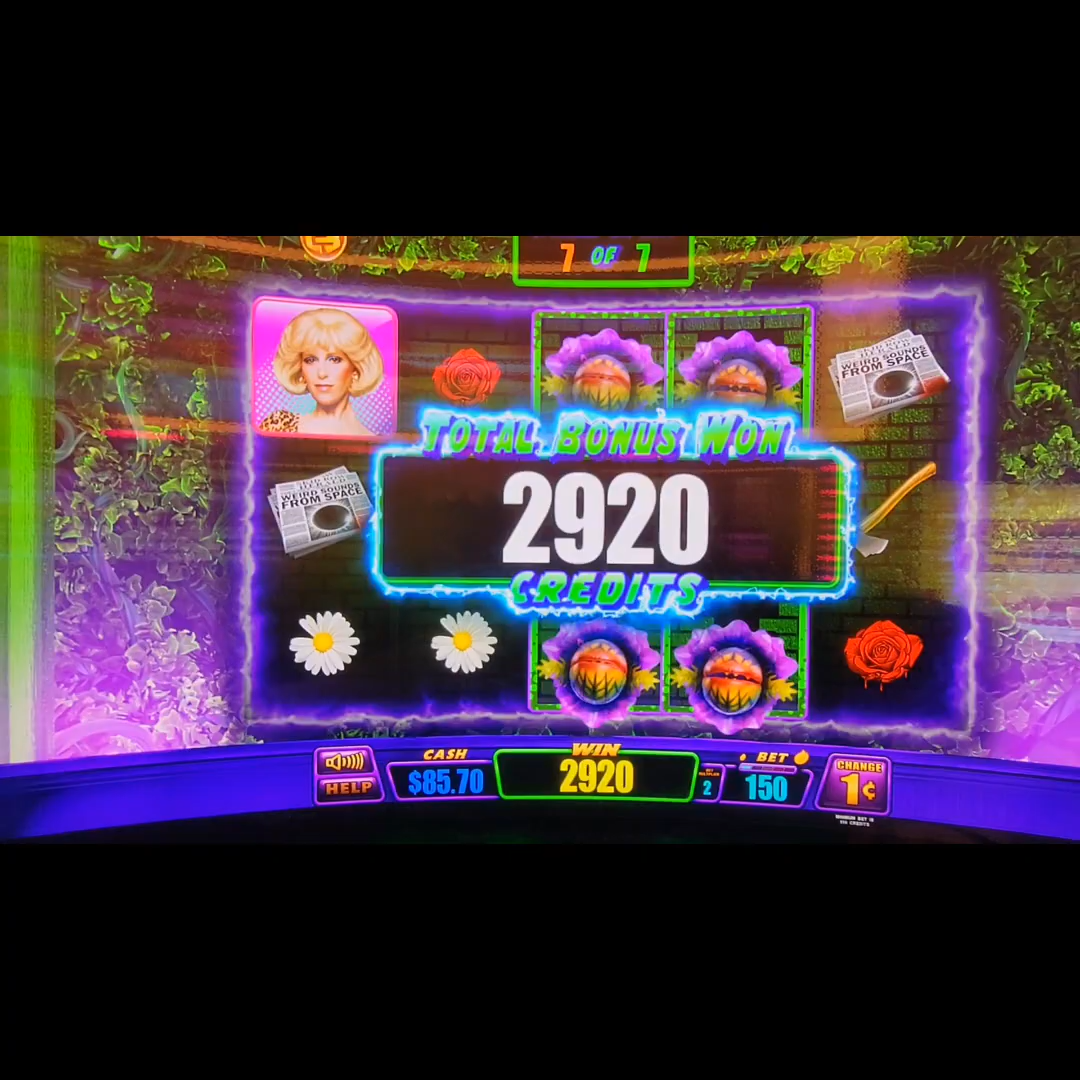 7 OF 7
WEIRD SOUNDS
FROM SPACE
TOTAL BONUS WON
2920
CREDITS
WEIRD SOUNDS
FROM SPACE
HELP
CASH
$85.70
WIN
2920
2
BET
150
CHANGE
1¢